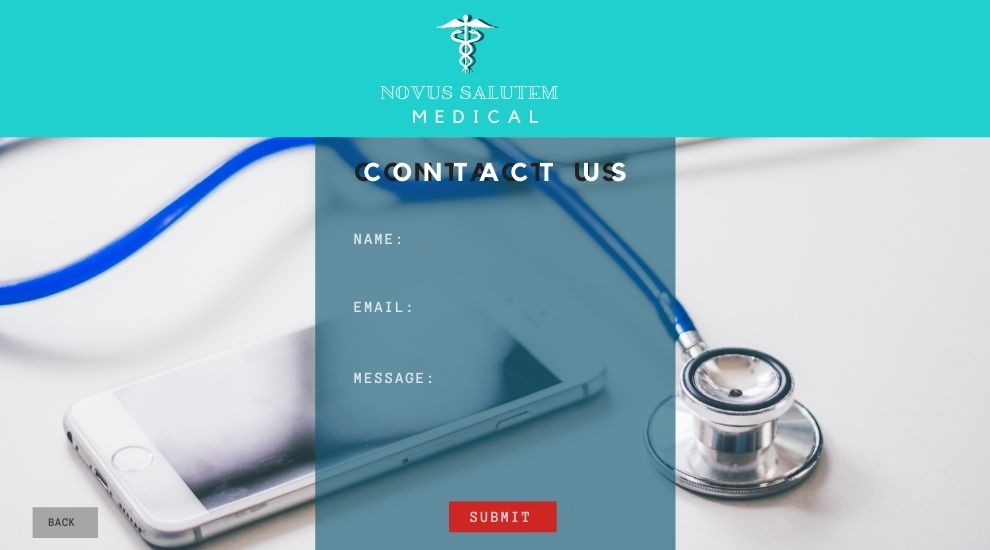 NOVUS SALUTEM
MEDICAL
CONTACT US
NAME:
EMAIL:
MESSAGE:
SUBMIT
BACK